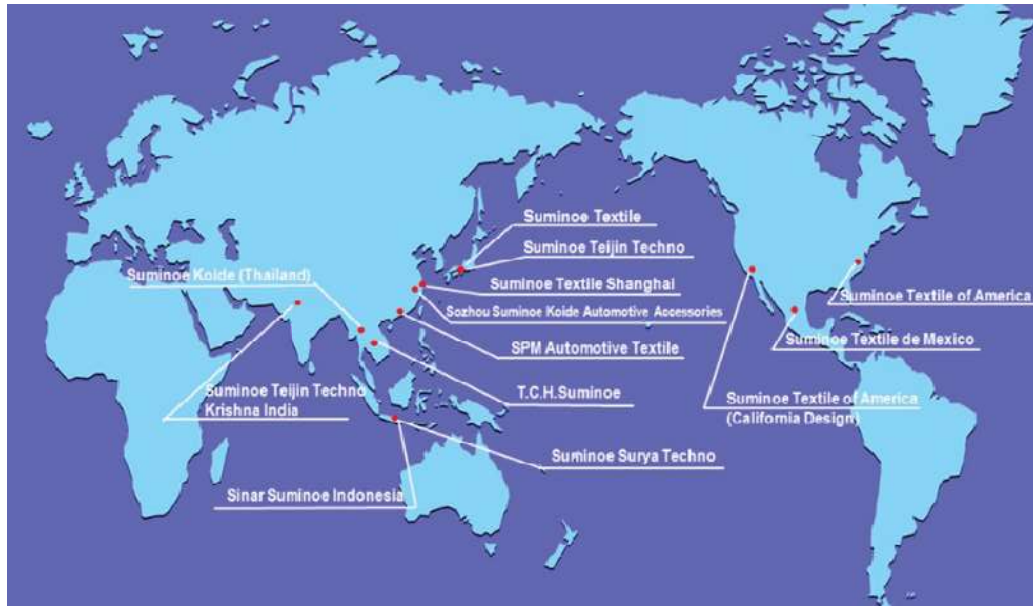 Suminoe Textile
Suminoe Teijin Techno
Suminoe Koide (Thailand)
Suminoe Textile Shanghai
Sozhou Suminoe Koide Automotive Accessories
SPM Automotive Textile
Suminoe Textile of America
Suminoe Textile de Mexico
Suminoe Teijin Techno
Krishna India
T.C.H.Suminoe
Suminoe Textile of America
(California Design)
Suminoe Surya Techno
Sinar Suminoe Indonesia